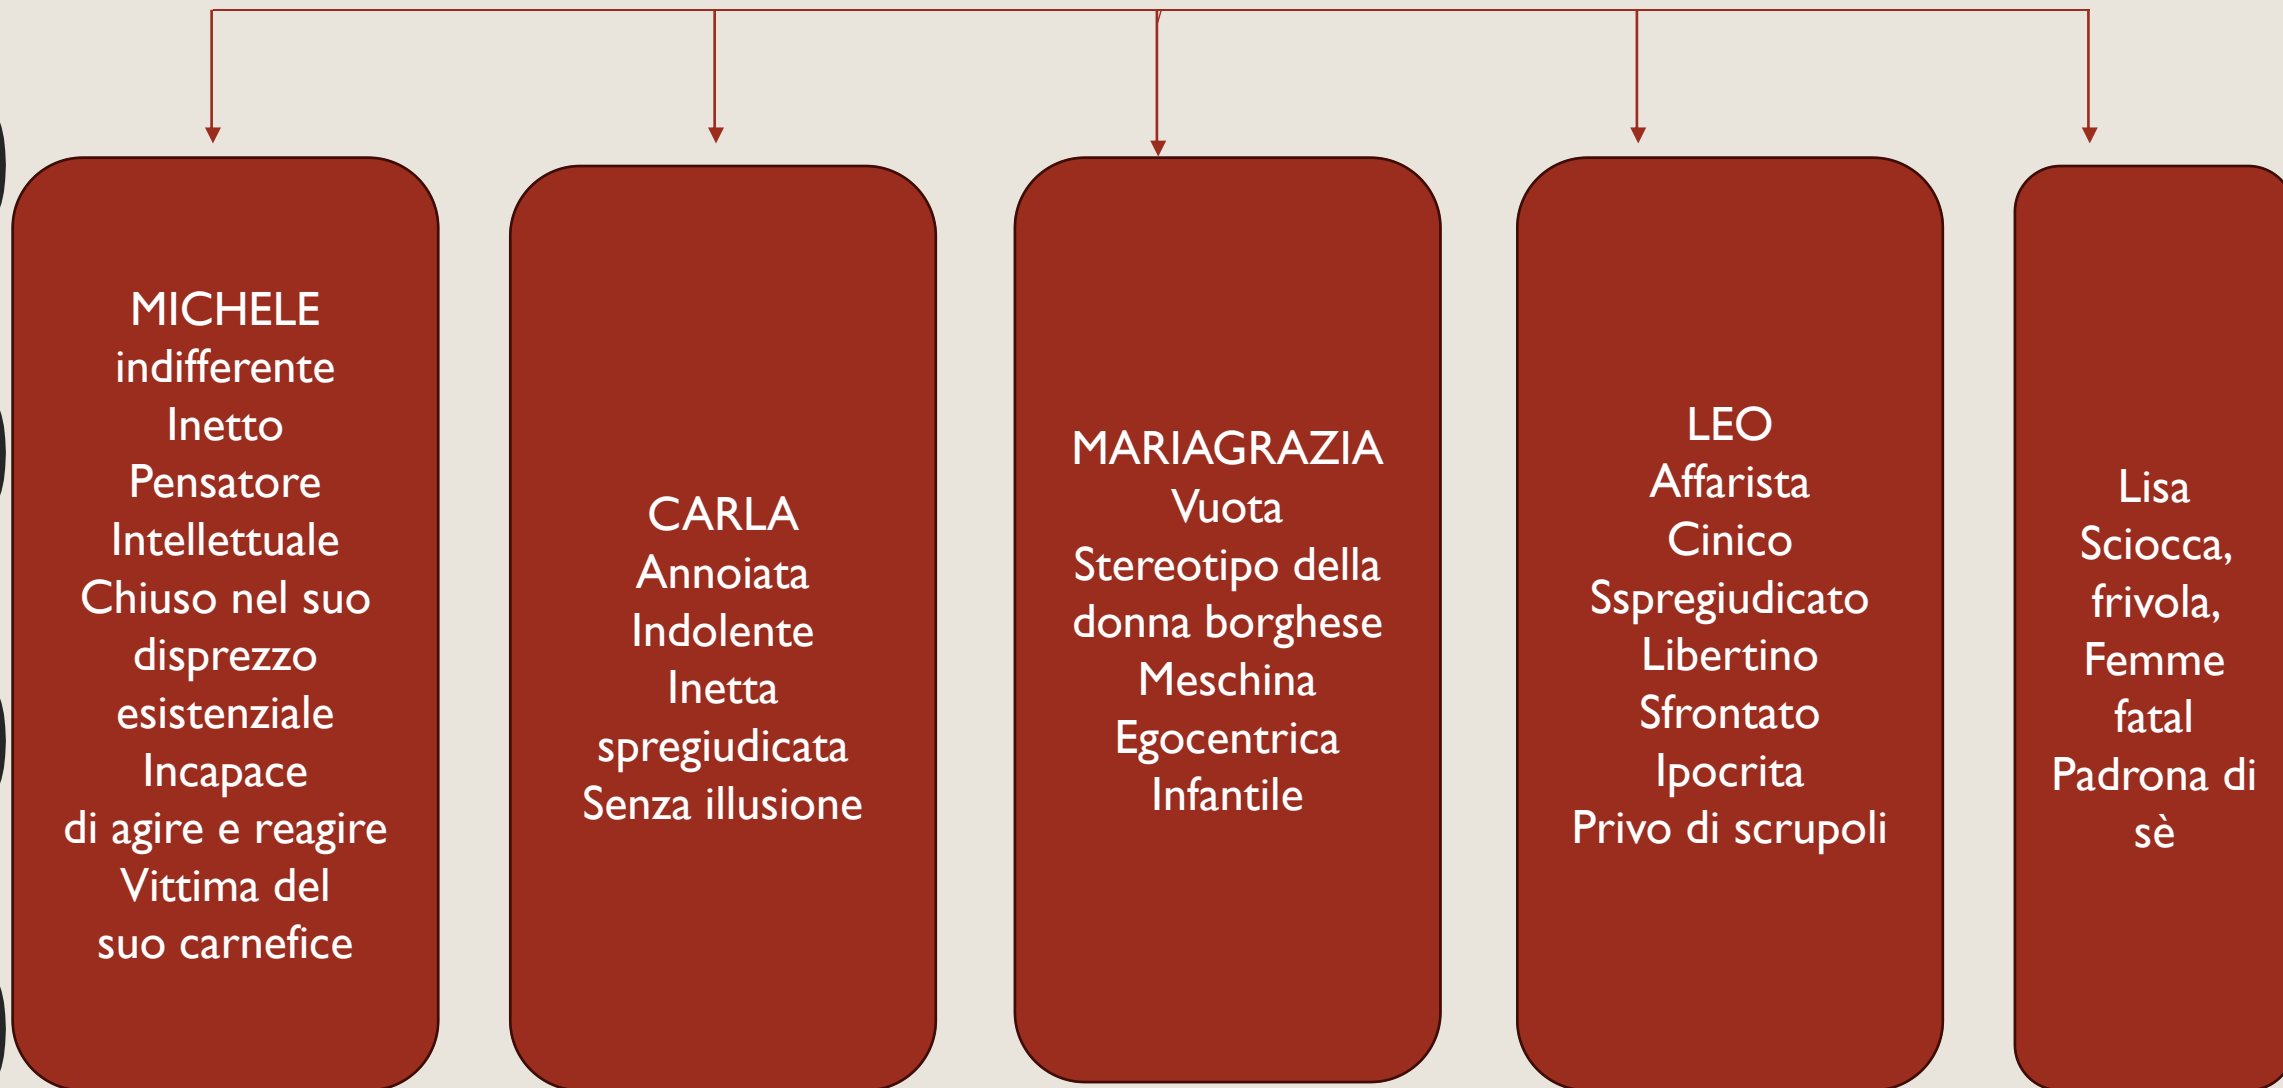 MICHELE
indifferente
Inetto
Pensatore
Intellettuale
Chiuso nel suo
disprezzo
esistenziale
Incapace
di agire e reagire
Vittima del
suo carnefice
CARLA
Annoiata
Indolente
Inetta
spregiudicata
Senza illusione
MARIAGRAZIA
Vuota
Stereotipo della
donna borghese
Meschina
Egocentrica
Infantile
LEO
Affarista
Cinico
Sspregiudicato
Libertino
Sfrontato
Ipocrita
Privo di scrupoli
Lisa
Sciocca,
frivola,
Femme
fatal
Padrona di
sè